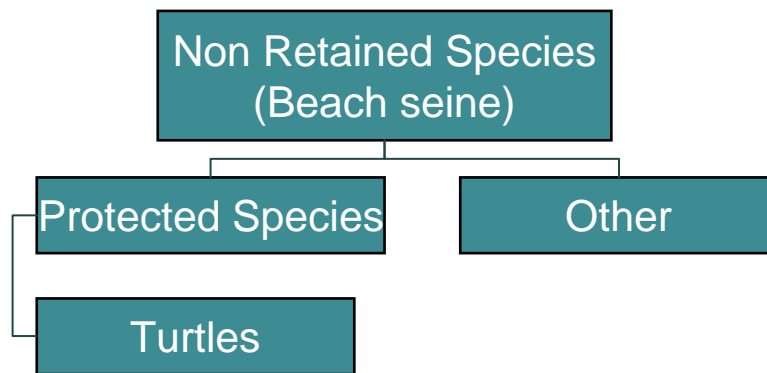 Non Retained Species
(Beach seine)
Protected Species
Other
Turtles